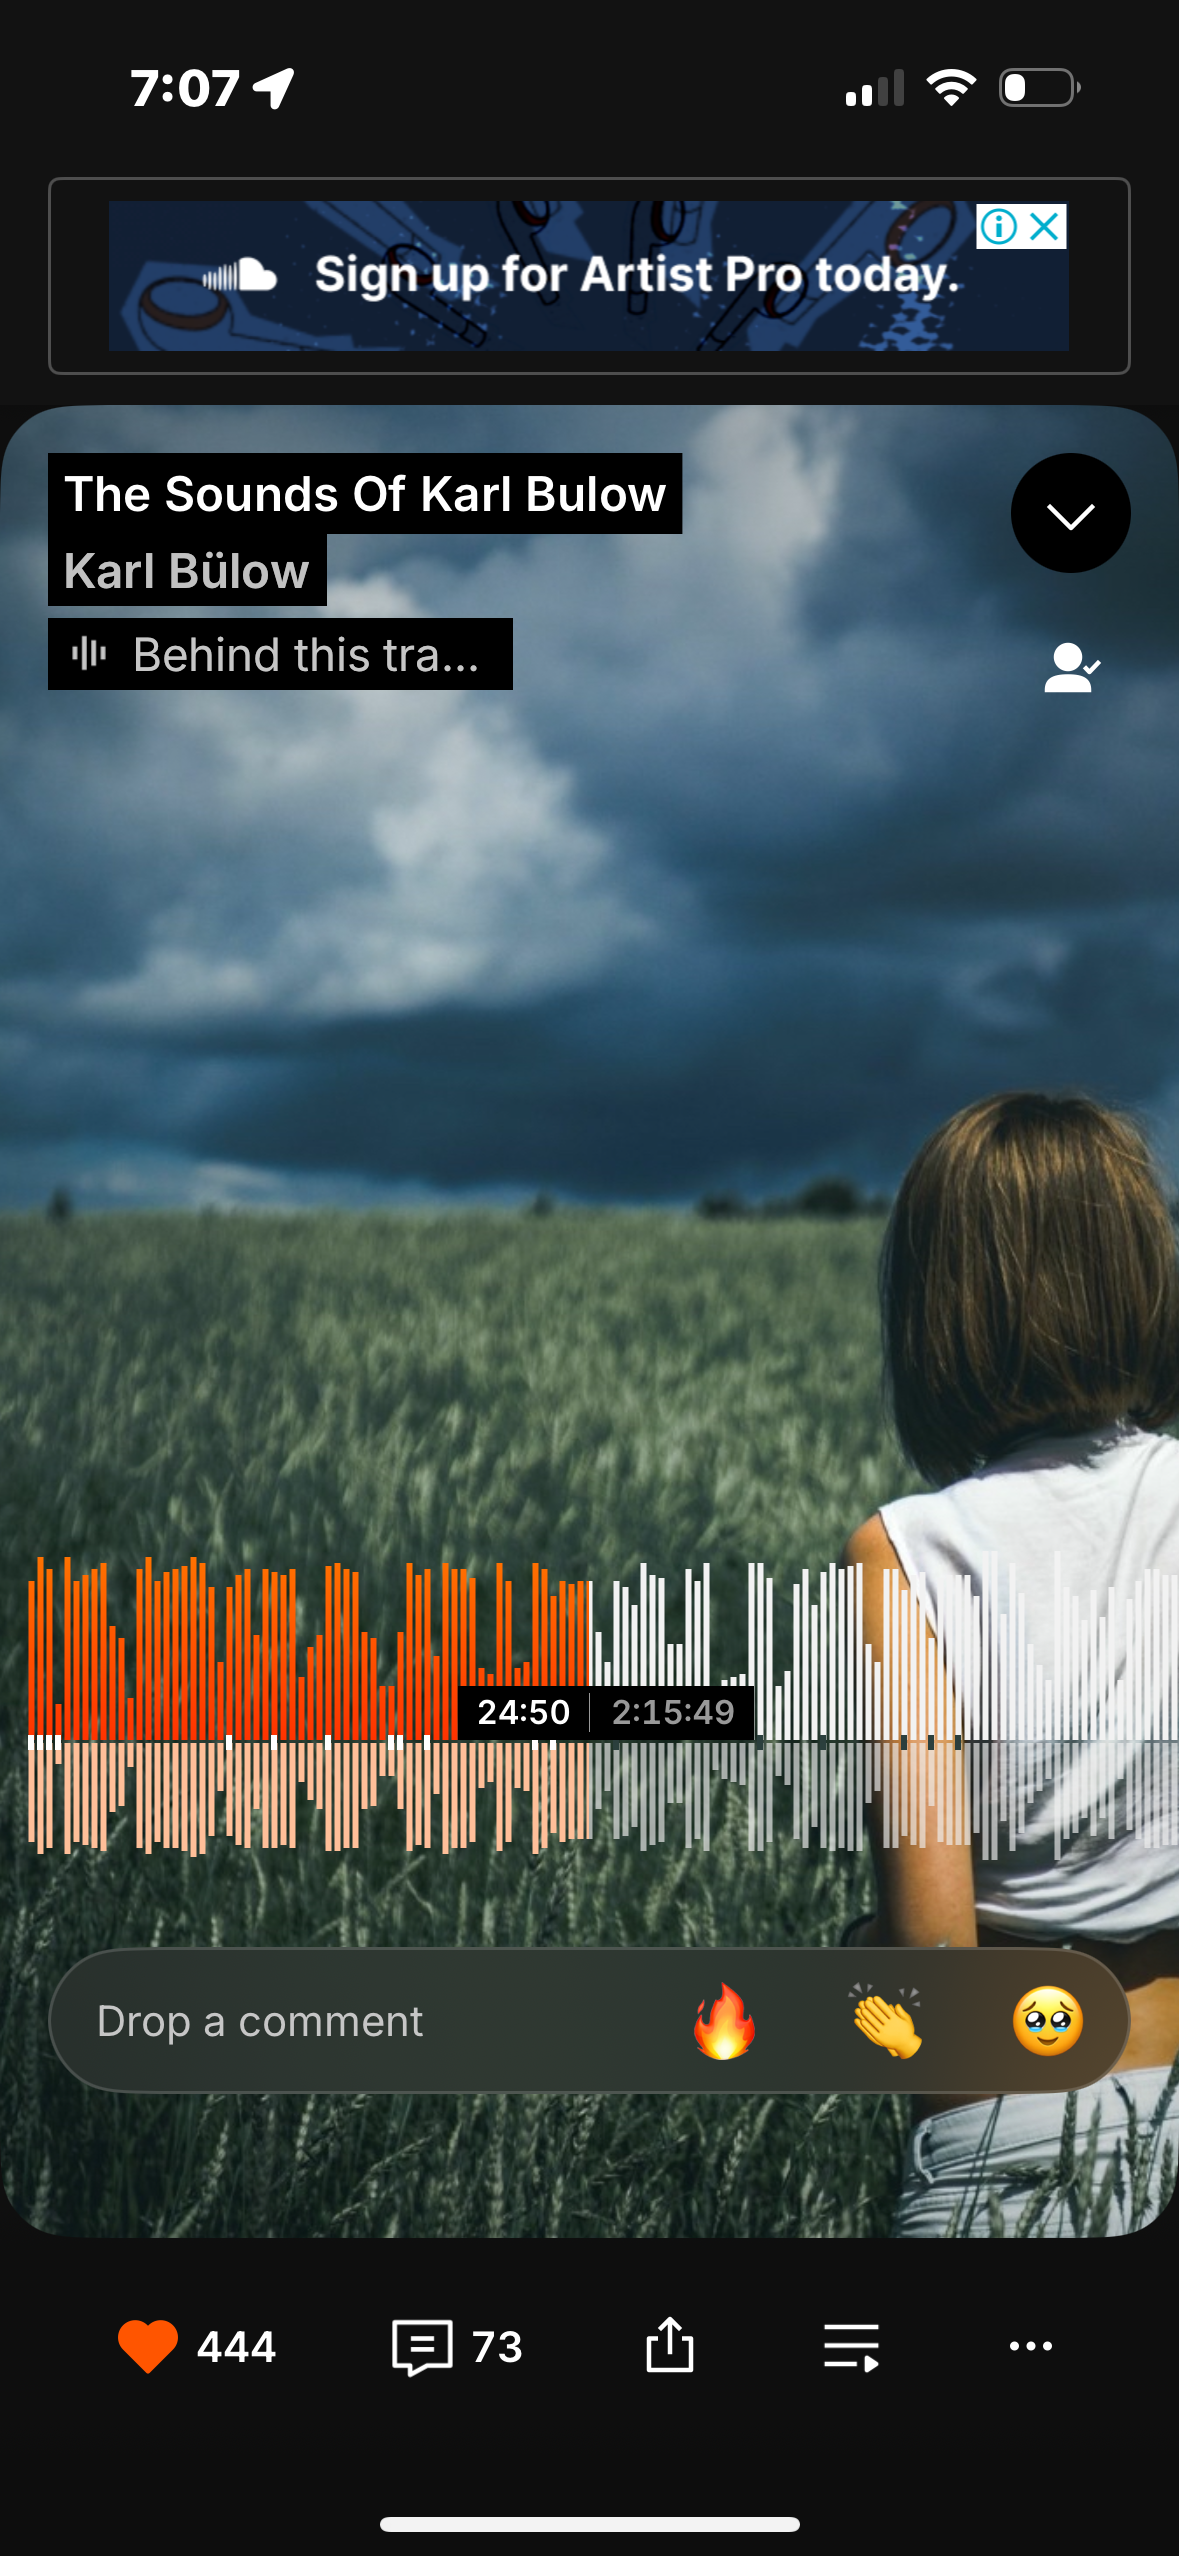 7:07
Sign up for Artist Pro today.
The Sounds Of Karl Bulow
Karl Bülow
Behind this tra...
24:50 2:15:49
Drop a comment
444 73